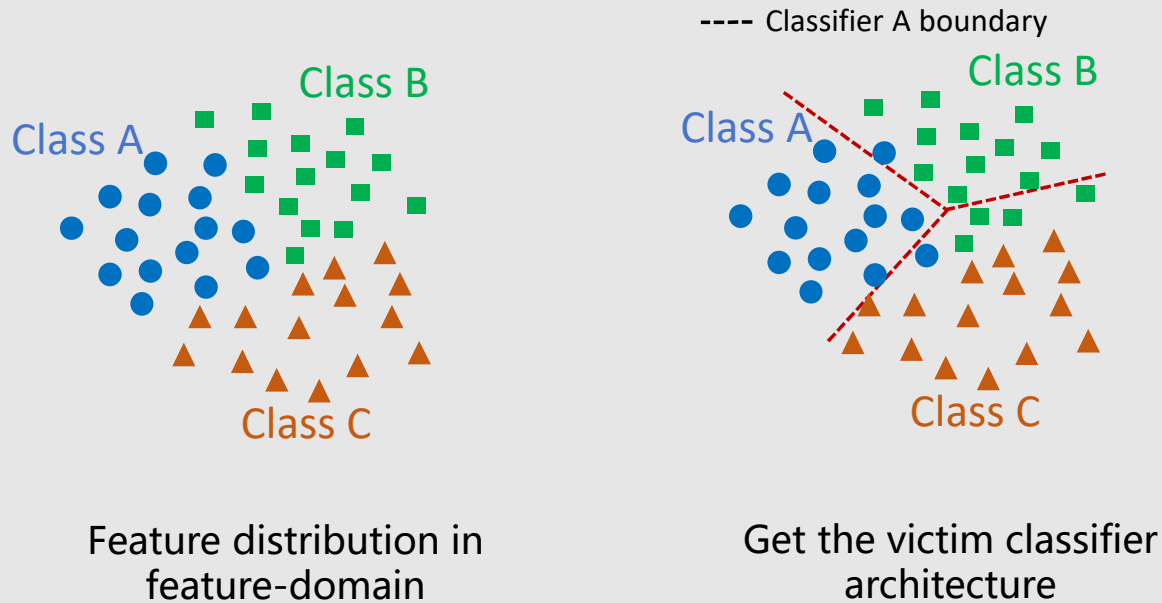 ---- Classifier A boundary
Class B
Class A
Class C
Feature distribution in
feature-domain
Class B
Class A
Class C
Get the victim classifier
architecture